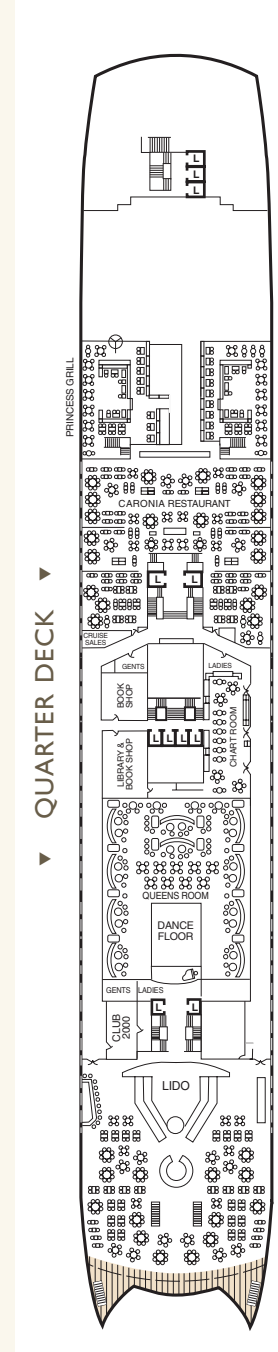 L
L
L
PRINCESS GRILL
CARONIA RESTAURANT
L
L
CRUISE
SALES
GENTS
LADIES
BOOK
SHOP
L
L
L
L
LIBRARY &
BOOK SHOP
CHART ROOM
QUARTER DECK
QUEENS ROOM
DANCE
FLOOR
GENTS
LADIES
L
L
CLUB
2000
LIDO